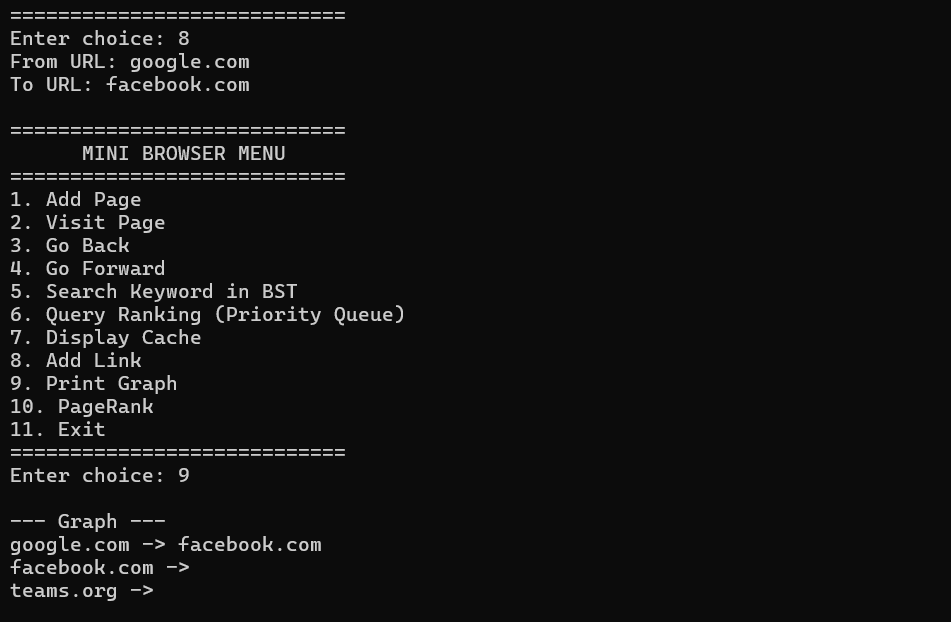 ============================
Enter choice: 8
From URL: google.com
To URL: facebook.com

============================
      MINI BROWSER MENU
============================
1. Add Page
2. Visit Page
3. Go Back
4. Go Forward
5. Search Keyword in BST
6. Query Ranking (Priority Queue)
7. Display Cache
8. Add Link
9. Print Graph
10. PageRank
11. Exit
============================
Enter choice: 9

--- Graph ---
google.com -> facebook.com
facebook.com ->
teams.org ->